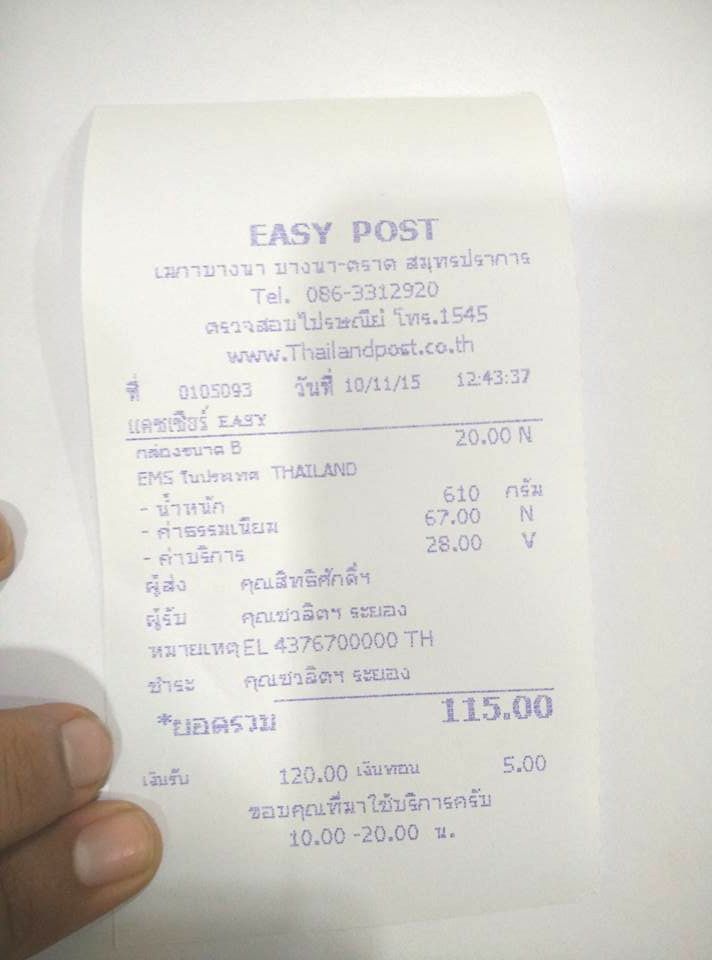 EASY POST
เมกาบางนา บางนา-ตราด สมุทรปราการ
Tel. 086-3312920
ตรวจสอบไปรษณีย์ โทร.1545
www.Thailandpost.co.th
ที่ 0105093 วันที่ 10/11/15 12:43:37
แคชเชียร์ EASY
กล่องขนาด B 20.00 N
EMS ในประเทศ THAILAND
- น้ำหนัก 610 กรัม
- ค่าธรรมเนียม 67.00 N
- ค่าบริการ 28.00 V
ผู้ส่ง คุณสิทธิศักดิ์ฯ
ผู้รับ คุณชวลิตฯ ระยอง
หมายเหตุ EL 4376700000 TH
ชำระ คุณชวลิตฯ ระยอง
*ยอดรวม 115.00
เงินรับ 120.00 เงินทอน 5.00
ขอบคุณที่มาใช้บริการครับ
10.00 -20.00 น.